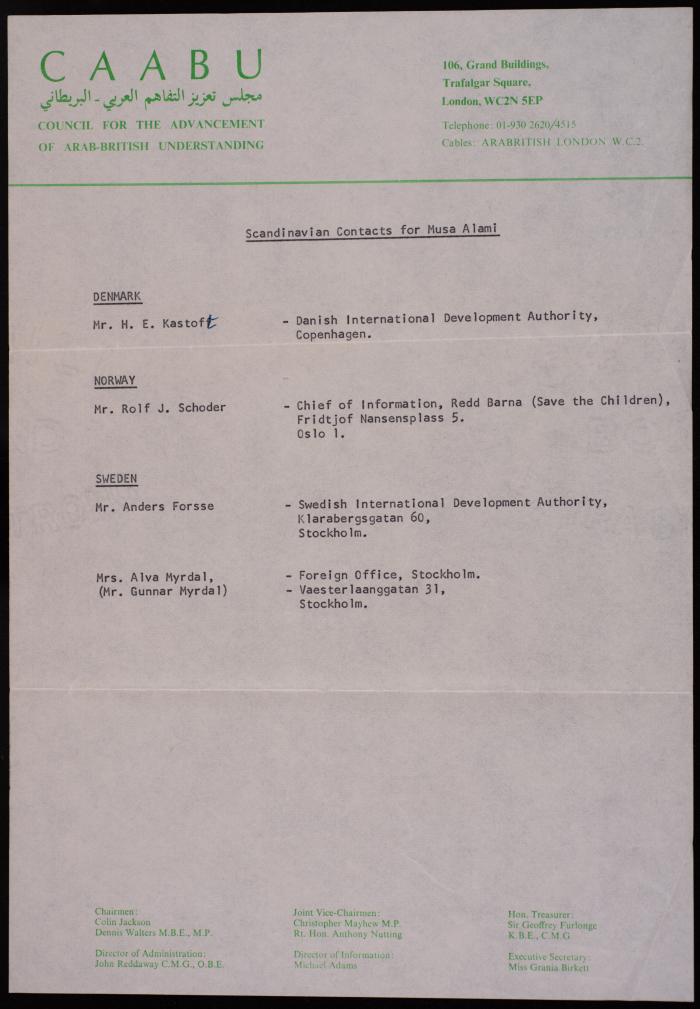 CAABU
مجلس تعزيز التفاهم العربي - البريطاني
COUNCIL FOR THE ADVANCEMENT
OF ARAB-BRITISH UNDERSTANDING
106, Grand Buildings,
Trafalgar Square,
London, WC2N 5EP
Telephone: 01-930 2620/4515
Cables: ARABRITISH LONDON W.C.2.
Scandinavian Contacts for Musa Alami
DENMARK
Mr. H. E. Kastoft - Danish International Development Authority,
Copenhagen.
NORWAY
Mr. Rolf J. Schoder - Chief of Information, Redd Barna (Save the Children),
Fridtjof Nansensplass 5.
Oslo 1.
SWEDEN
Mr. Anders Forsse - Swedish International Development Authority,
Klarabergsgatan 60,
Stockholm.
Mrs. Alva Myrdal, - Foreign Office, Stockholm.
(Mr. Gunnar Myrdal) - Vaesterlaanggatan 31,
Stockholm.
Chairmen:
Colin Jackson
Dennis Walters M.B.E., M.P.
Director of Administration:
John Reddaway C.M.G., O.B.E.
Joint Vice-Chairmen:
Christopher Mayhew M.P.
Rt. Hon. Anthony Nutting
Director of Information:
Michael Adams
Hon. Treasurer:
Sir Geoffrey Furlonge
K.B.E., C.M.G.
Executive Secretary:
Miss Grania Birkett